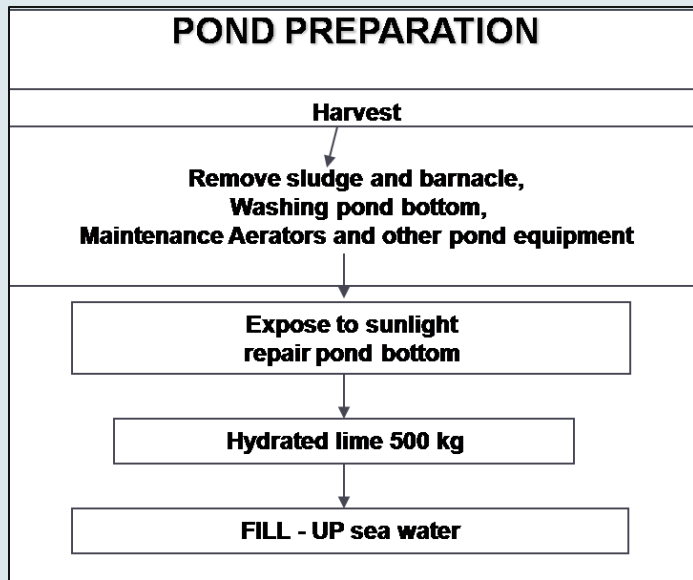 POND PREPARATION
Harvest
Remove sludge and barnacle,
Washing pond bottom,
Maintenance Aerators and other pond equipment
Expose to sunlight
repair pond bottom
Hydrated lime 500 kg
FILL - UP sea water